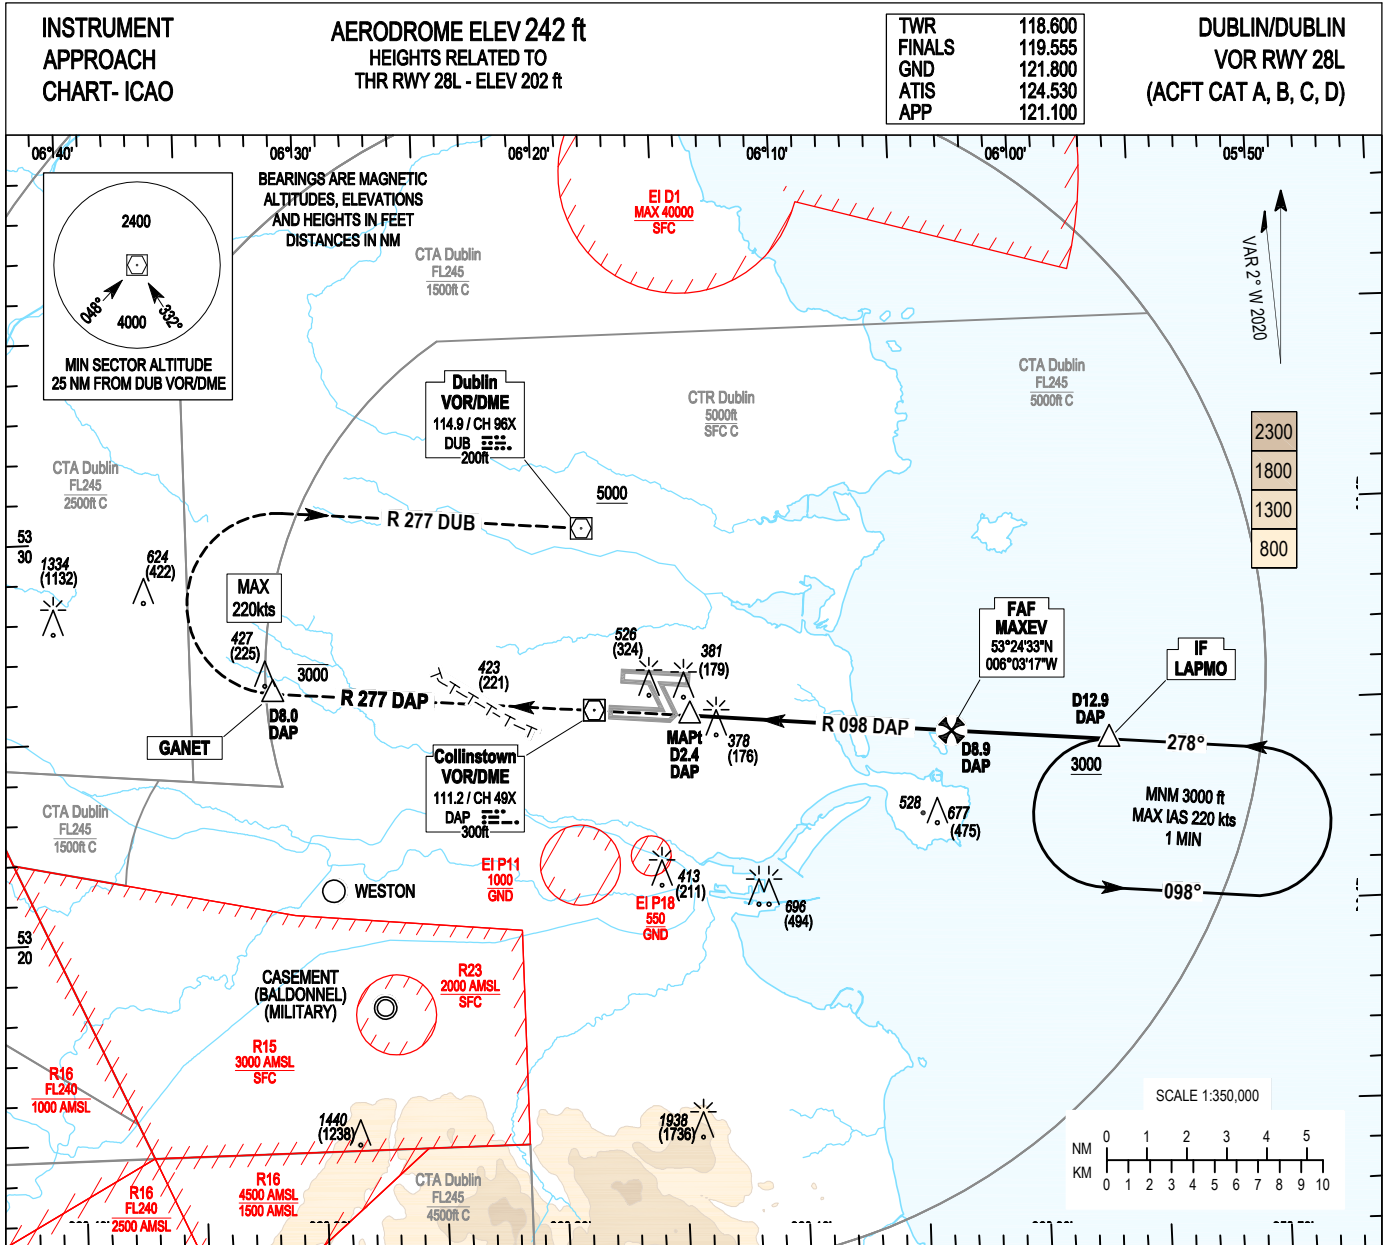 INSTRUMENT
APPROACH
CHART- ICAO
AERODROME ELEV 242 ft
HEIGHTS RELATED TO
THR RWY 28L - ELEV 202 ft
TWR 118.600
FINALS 119.555
GND 121.800
ATIS 124.530
APP 121.100
DUBLIN/DUBLIN
VOR RWY 28L
(ACFT CAT A, B, C, D)
06°40'
06°30'
06°20'
06°10'
06°00'
05°50'
2400
048°
332°
4000
MIN SECTOR ALTITUDE
25 NM FROM DUB VOR/DME
BEARINGS ARE MAGNETIC
ALTITUDES, ELEVATIONS
AND HEIGHTS IN FEET
DISTANCES IN NM
CTA Dublin
FL245
1500ft C
EI D1
MAX 40000
SFC
VAR 2° W 2020
Dublin
VOR/DME
114.9 / CH 96X
DUB
200ft
CTR Dublin
5000ft
SFC C
CTA Dublin
FL245
5000ft C
2300
1800
1300
800
CTA Dublin
FL245
2500ft C
5000
R 277 DUB
53
30
1334
(1132)
624
(422)
MAX
220kts
427
(225)
3000
R 277 DAP
423
(221)
526
(324)
381
(179)
FAF
MAXEV
53°24'33"N
006°03'17"W
IF
LAPMO
D8.0
DAP
GANET
MAPt
D2.4
DAP
378
(176)
R 098 DAP
D8.9
DAP
D12.9
DAP
3000
278°
Collinstown
VOR/DME
111.2 / CH 49X
DAP
300ft
MNM 3000 ft
MAX IAS 220 kts
1 MIN
098°
528
677
(475)
CTA Dublin
FL245
1500ft C
EI P11
1000
GND
EI P18
550
GND
413
(211)
696
(494)
WESTON
53
20
CASEMENT
(BALDONNEL)
(MILITARY)
R23
2000 AMSL
SFC
R15
3000 AMSL
SFC
R16
FL240
1000 AMSL
1440
(1238)
1938
(1736)
R16
FL240
2500 AMSL
R16
4500 AMSL
1500 AMSL
CTA Dublin
FL245
4500ft C
SCALE 1:350,000
NM 0 1 2 3 4 5
KM 0 1 2 3 4 5 6 7 8 9 10